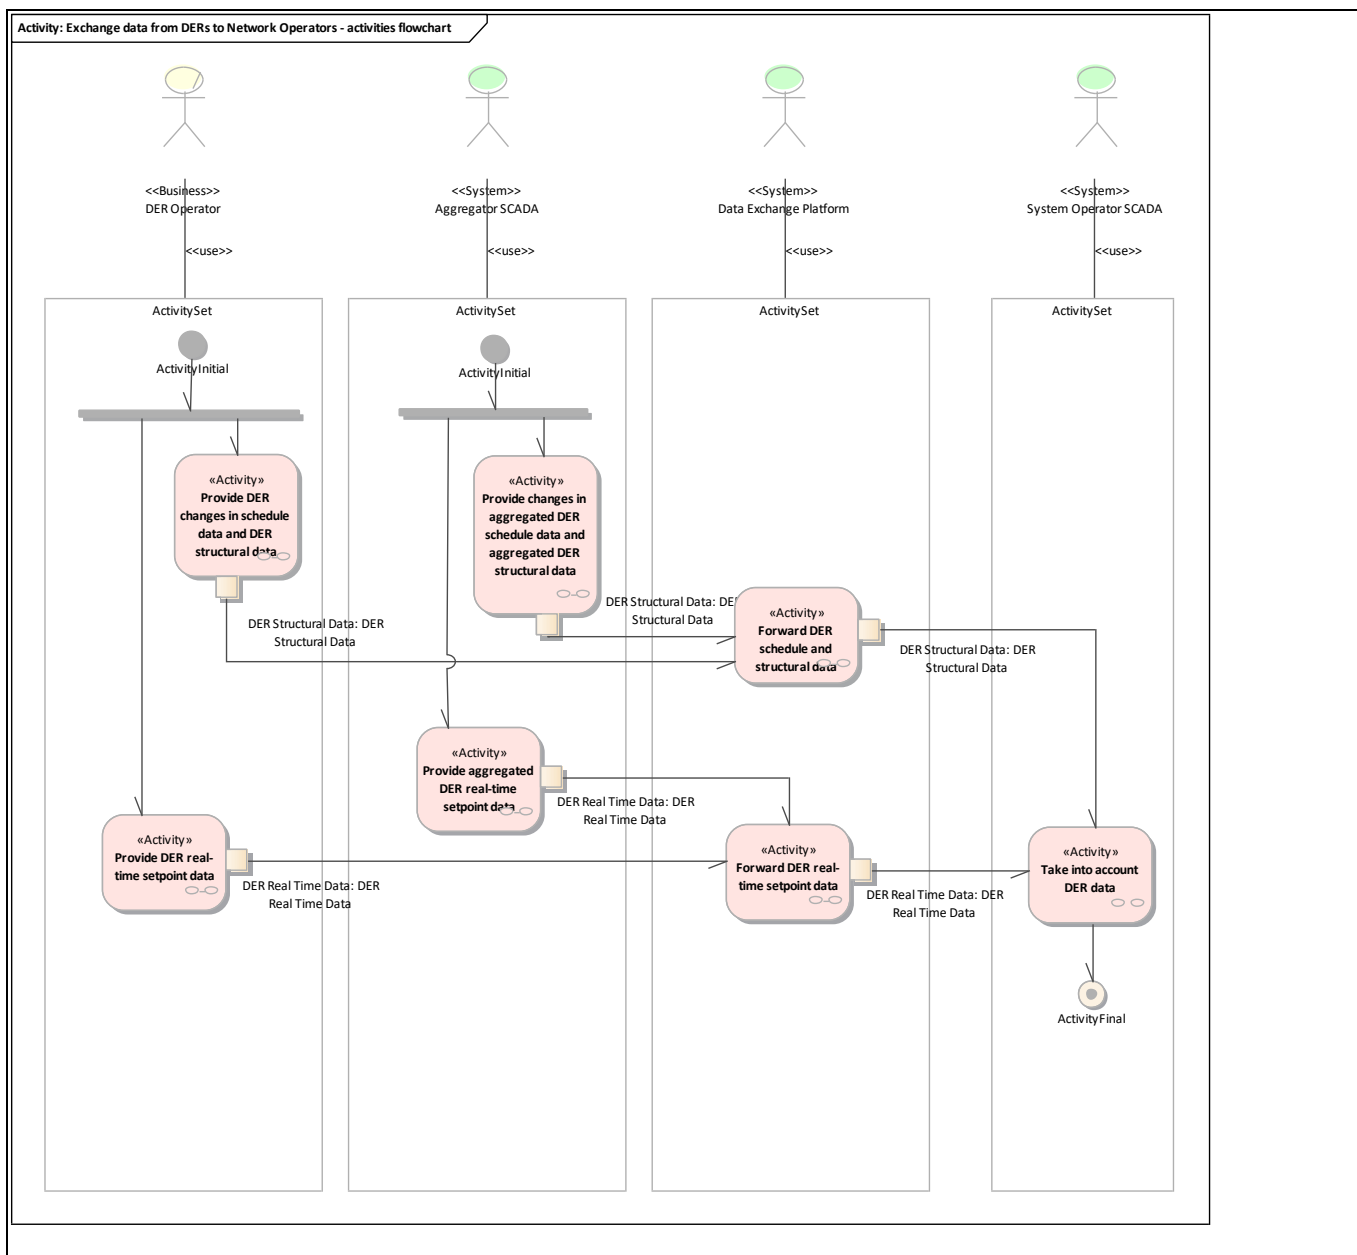 Activity: Exchange data from DERs to Network Operators - activities flowchart
<<Business>>
DER Operator
<<use>>
<<System>>
Aggregator SCADA
<<use>>
<<System>>
Data Exchange Platform
<<use>>
<<System>>
System Operator SCADA
<<use>>
ActivitySet
ActivitySet
ActivitySet
ActivitySet
ActivityInitial
ActivityInitial
«Activity»
Provide DER
changes in schedule
data and DER
structural data
«Activity»
Provide changes in
aggregated DER
schedule data and
aggregated DER
structural data
DER Structural Data: DER
Structural Data
DER Structural Data: DER
Structural Data
«Activity»
Forward DER
schedule and
structural data
DER Structural Data: DER
Structural Data
«Activity»
Provide aggregated
DER real-time
setpoint data
DER Real Time Data: DER
Real Time Data
«Activity»
Provide DER real-
time setpoint data
DER Real Time Data: DER
Real Time Data
«Activity»
Forward DER real-
time setpoint data
DER Real Time Data: DER
Real Time Data
«Activity»
Take into account
DER data
ActivityFinal